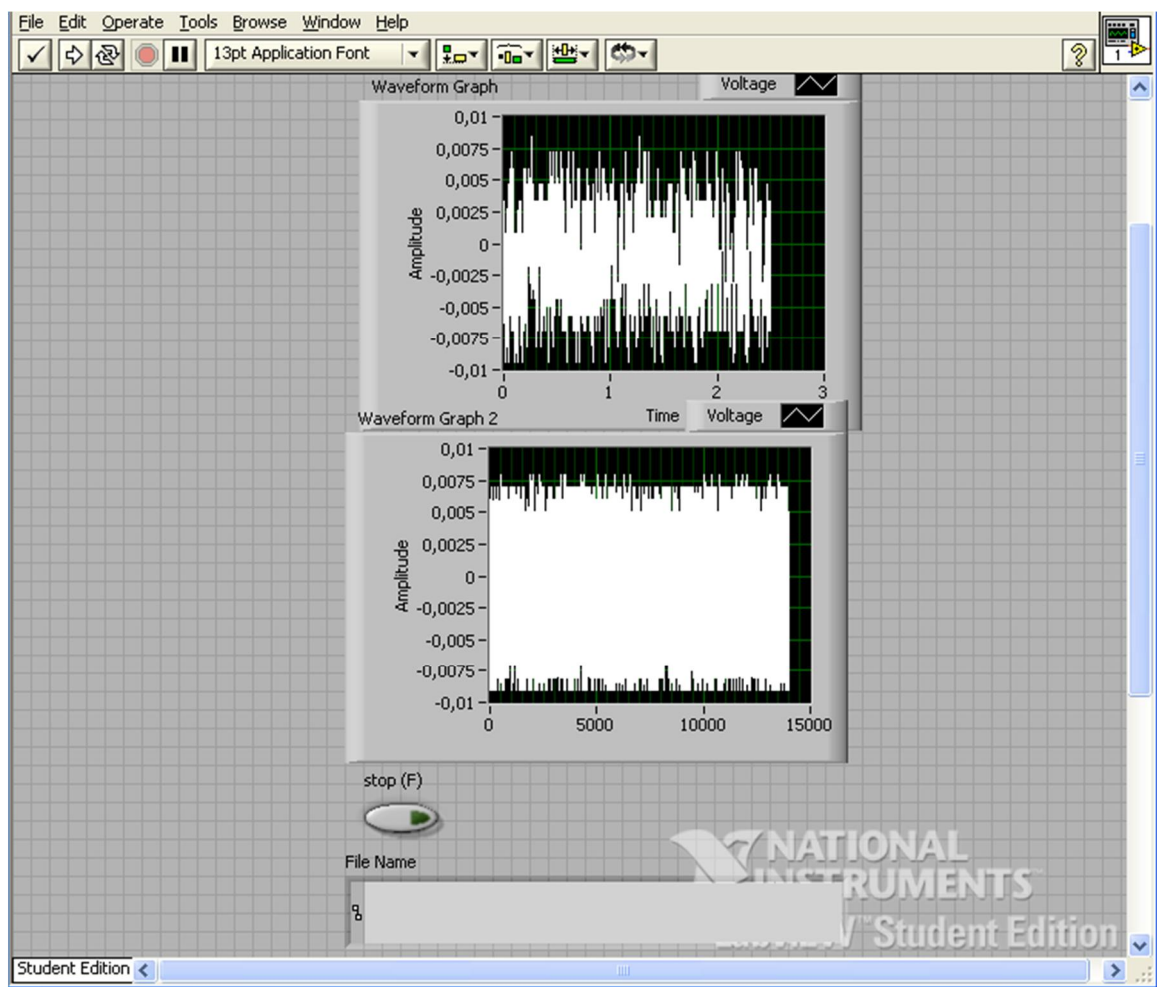 File Edit Operate Tools Browse Window Help
13pt Application Font
1
Waveform Graph
Voltage
0,01
0,0075
0,005
0,0025
0
-0,0025
-0,005
-0,0075
-0,01
Amplitude
0 1 2 3
Time
Waveform Graph 2
Voltage
0,01
0,0075
0,005
0,0025
0
-0,0025
-0,005
-0,0075
-0,01
Amplitude
0 5000 10000 15000
stop (F)
File Name
NATIONAL
INSTRUMENTS
LabVIEW™ Student Edition
Student Edition